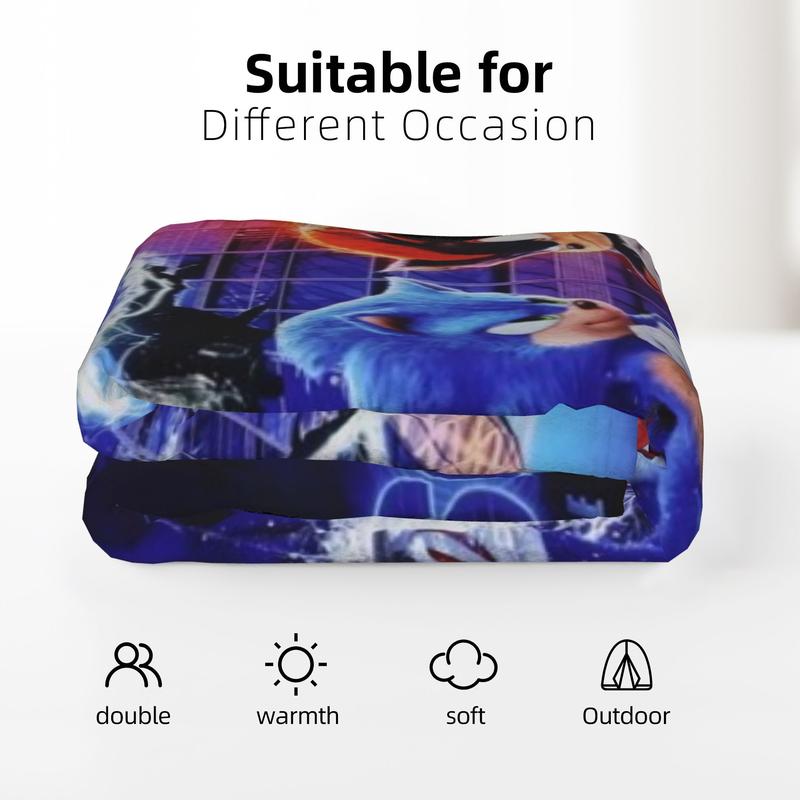 Suitable for
Different Occasion
double
warmth
soft
Outdoor